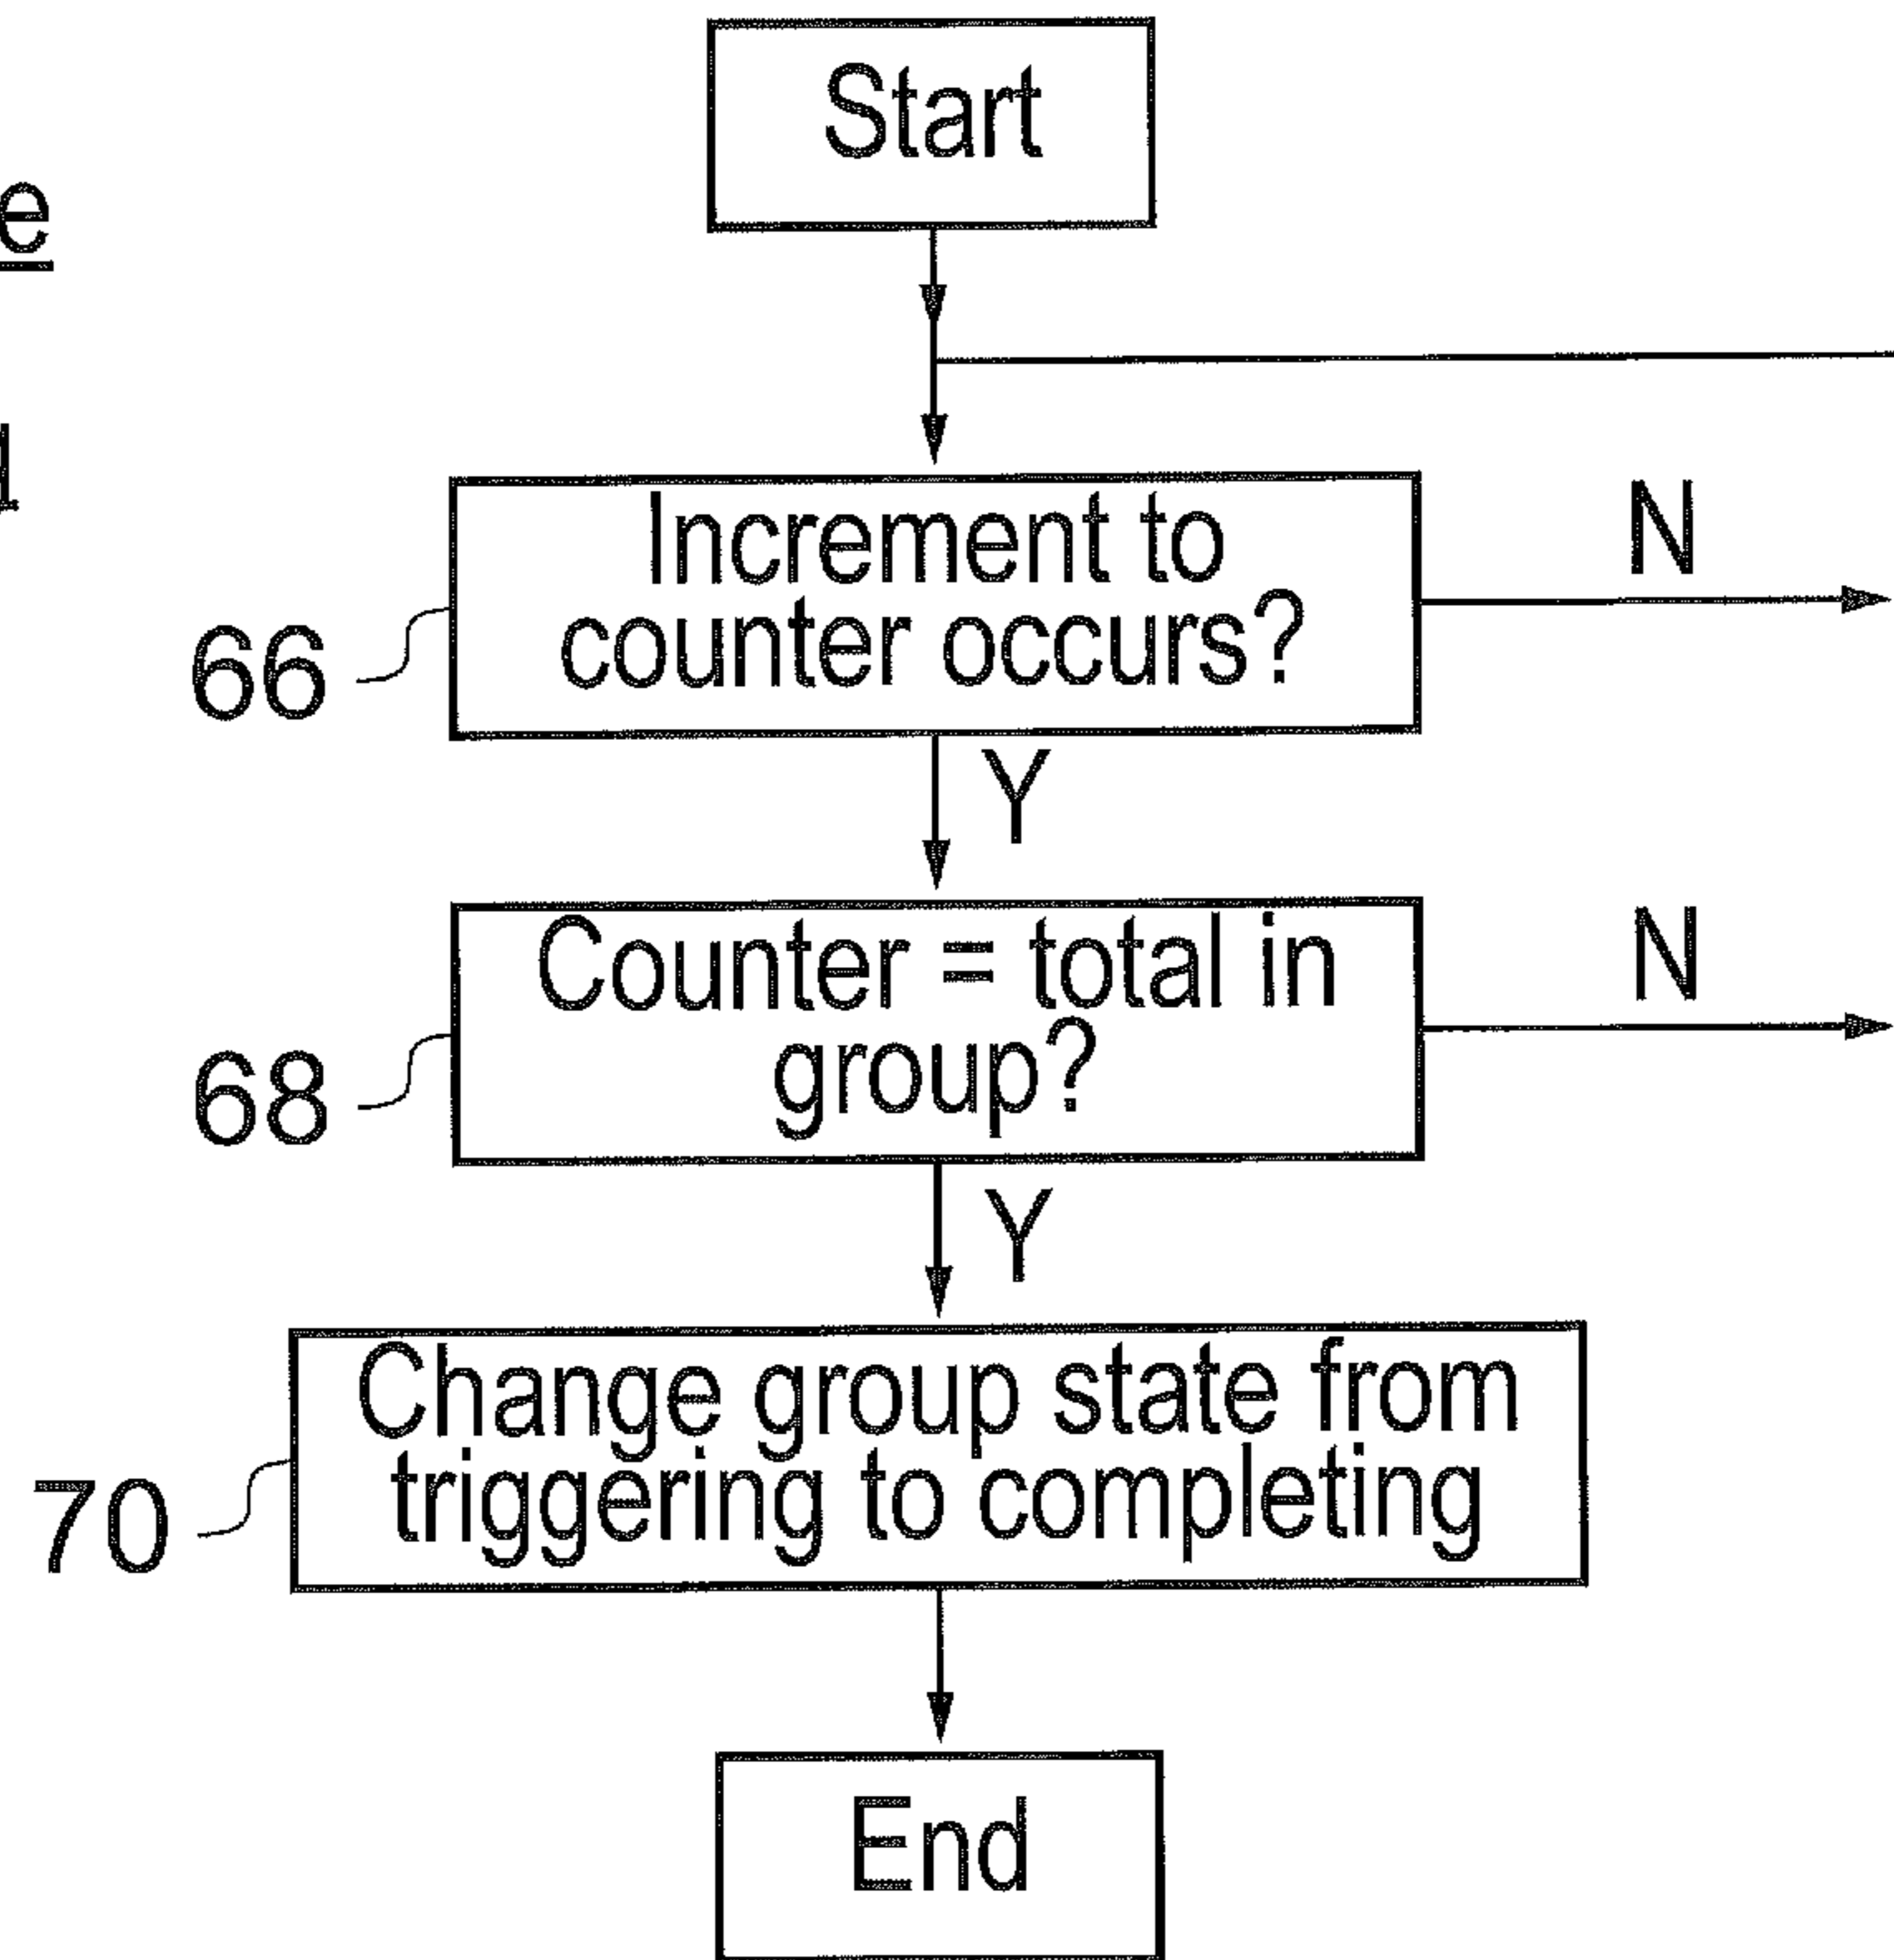 Start
Increment to
counter occurs?
N
66
Y
Counter = total in
group?
N
68
Y
Change group state from
triggering to completing
70
End